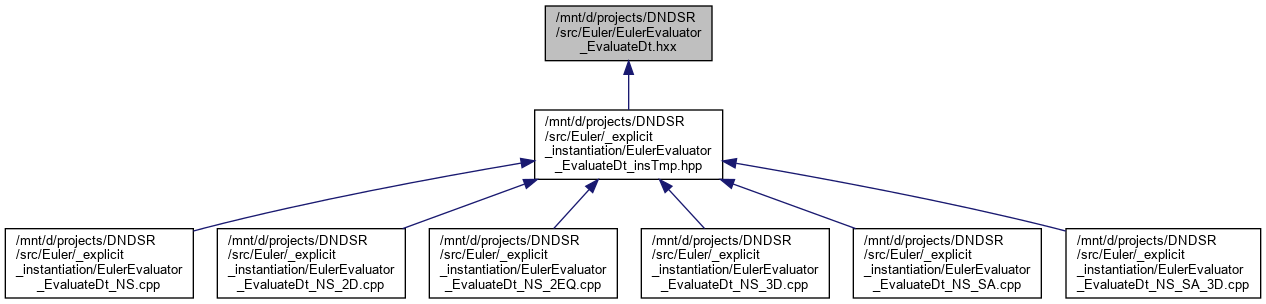 /mnt/d/projects/DNDSR
/src/Euler/EulerEvaluator
_EvaluateDt.hxx
/mnt/d/projects/DNDSR
/src/Euler/_explicit
_instantiation/EulerEvaluator
_EvaluateDt_insTmp.hpp
/mnt/d/projects/DNDSR
/src/Euler/_explicit
_instantiation/EulerEvaluator
_EvaluateDt_NS.cpp
/mnt/d/projects/DNDSR
/src/Euler/_explicit
_instantiation/EulerEvaluator
_EvaluateDt_NS_2D.cpp
/mnt/d/projects/DNDSR
/src/Euler/_explicit
_instantiation/EulerEvaluator
_EvaluateDt_NS_2EQ.cpp
/mnt/d/projects/DNDSR
/src/Euler/_explicit
_instantiation/EulerEvaluator
_EvaluateDt_NS_3D.cpp
/mnt/d/projects/DNDSR
/src/Euler/_explicit
_instantiation/EulerEvaluator
_EvaluateDt_NS_SA.cpp
/mnt/d/projects/DNDSR
/src/Euler/_explicit
_instantiation/EulerEvaluator
_EvaluateDt_NS_SA_3D.cpp